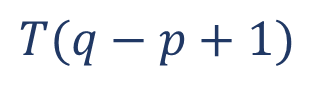 T(q − p + 1)